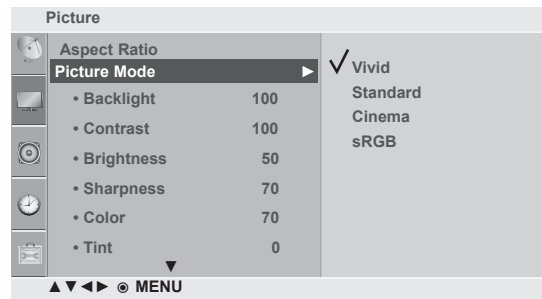 Picture
Aspect Ratio
Picture Mode ►
• Backlight 100
• Contrast 100
• Brightness 50
• Sharpness 70
• Color 70
• Tint 0
▼
✓ Vivid
Standard
Cinema
sRGB
▲▼◄► ◉ MENU